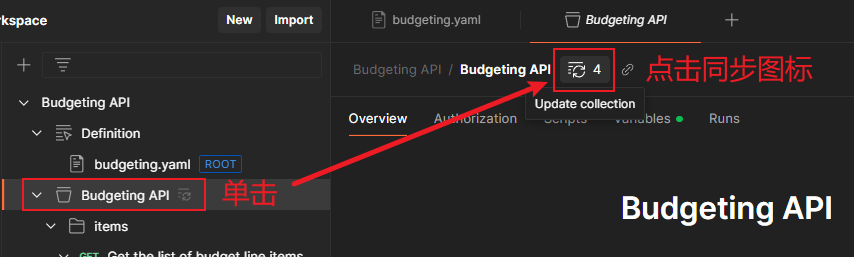 rkspace
New
Import
budgeting.yaml
Budgeting API
Budgeting API / Budgeting API
4
点击同步图标
Update collection
Overview
Authorization
Scripts
Variables
Runs
Budgeting API
Definition
budgeting.yaml
ROOT
Budgeting API
单击
items
GET Get the list of budget line items
Budgeting API